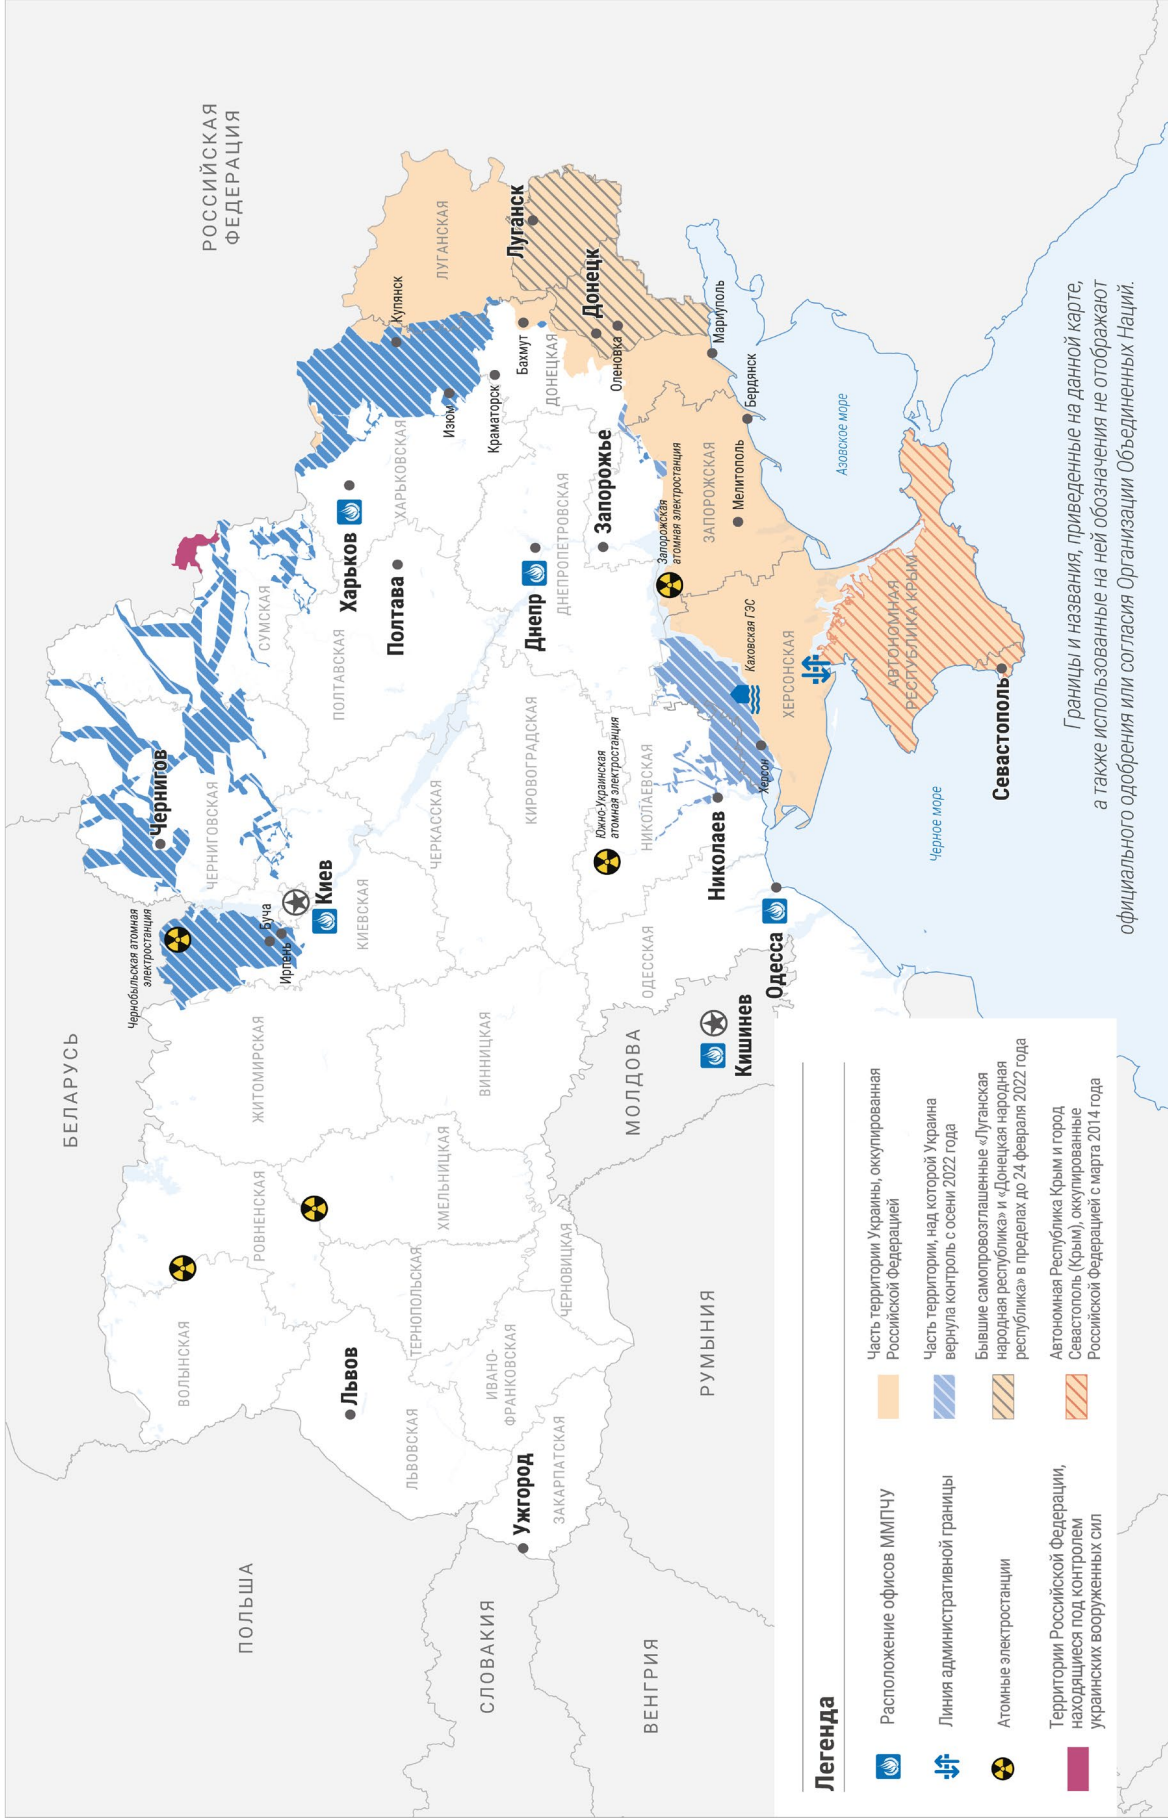 РОССИЙСКАЯ
ФЕДЕРАЦИЯ
БЕЛАРУСЬ
ПОЛЬША
СЛОВАКИЯ
ВЕНГРИЯ
РУМЫНИЯ
МОЛДОВА
ВОЛЫНСКАЯ
РОВНЕНСКАЯ
ЖИТОМИРСКАЯ
Чернобыльская атомная
электростанция
Буча
Ирпень
Киев
КИЕВСКАЯ
Чернигов
ЧЕРНИГОВСКАЯ
СУМСКАЯ
Львов
ЛЬВОВСКАЯ
ТЕРНОПОЛЬСКАЯ
ХМЕЛЬНИЦКАЯ
ВИННИЦКАЯ
ЧЕРКАССКАЯ
ПОЛТАВСКАЯ
Полтава
Харьков
ХАРЬКОВСКАЯ
Купянск
Изюм
Краматорск
ЛУГАНСКАЯ
Луганск
Бахмут
ДОНЕЦКАЯ
Донецк
Оленовка
Мариуполь
Бердянск
Ужгород
ЗАКАРПАТСКАЯ
ИВАНО-
ФРАНКОВСКАЯ
ЧЕРНОВИЦКАЯ
КИРОВОГРАДСКАЯ
Днепр
ДНЕПРОПЕТРОВСКАЯ
Запорожье
Запорожская
атомная электростанция
ЗАПОРОЖСКАЯ
Мелитополь
Южно-Украинская
атомная электростанция
НИКОЛАЕВСКАЯ
Николаев
ОДЕССКАЯ
Одесса
Кишинев
Херсон
Каховская ГЭС
ХЕРСОНСКАЯ
АВТОНОМНАЯ
РЕСПУБЛИКА КРЫМ
Севастополь
Азовское море
Черное море
Границы и названия, приведенные на данной карте,
а также использованные на ней обозначения не отображают
официального одобрения или согласия Организации Объединенных Наций.
Легенда
Расположение офисов ММПЧУ
Линия административной границы
Атомные электростанции
Территории Российской Федерации,
находящиеся под контролем
украинских вооруженных сил
Часть территории Украины, оккупированная
Российской Федерацией
Часть территории, над которой Украина
вернула контроль с осени 2022 года
Бывшие самопровозглашенные «Луганская
народная республика» и «Донецкая народная
республика» в пределах до 24 февраля 2022 года
Автономная Республика Крым и город
Севастополь (Крым), оккупированные
Российской Федерацией с марта 2014 года